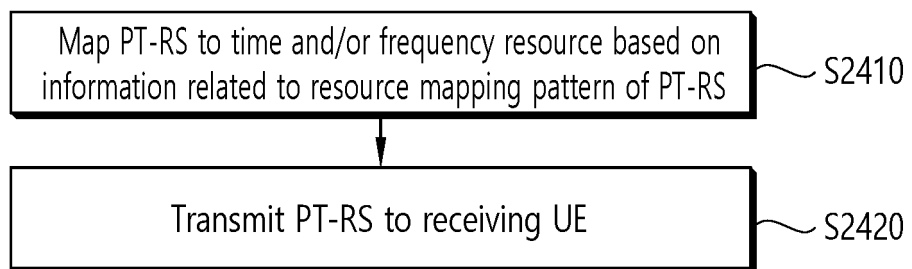 Map PT-RS to time and/or frequency resource based on
information related to resource mapping pattern of PT-RS
S2410
Transmit PT-RS to receiving UE
S2420